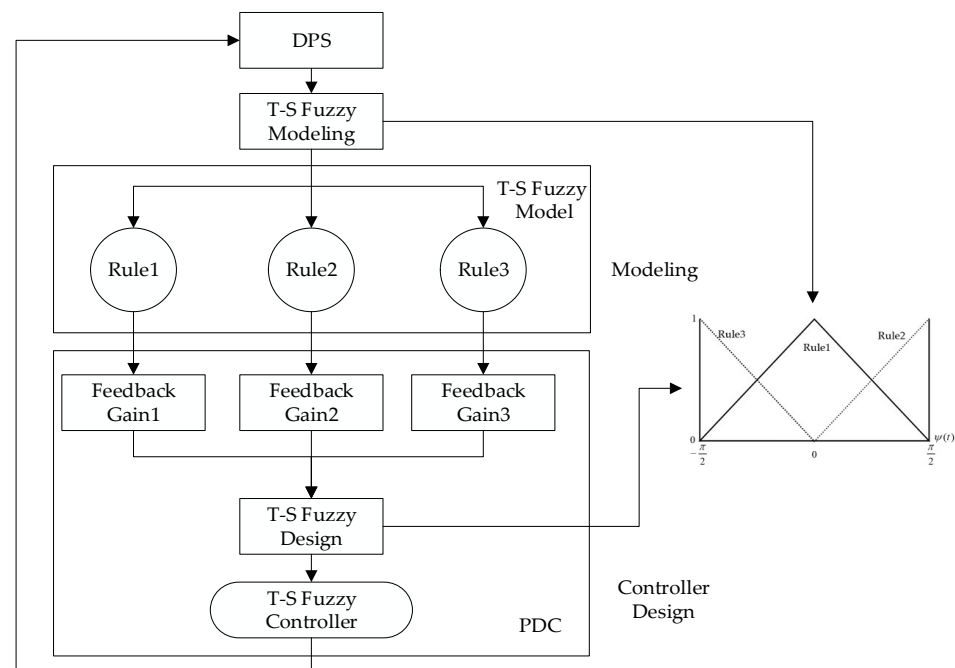 DPS
T-S Fuzzy
Modeling
T-S Fuzzy
Model
Rule1
Rule2
Rule3
Modeling
1
Rule3
Rule1
Rule2
0
ψ(t)
-π/2
0
π/2
Feedback
Gain1
Feedback
Gain2
Feedback
Gain3
T-S Fuzzy
Design
T-S Fuzzy
Controller
PDC
Controller
Design